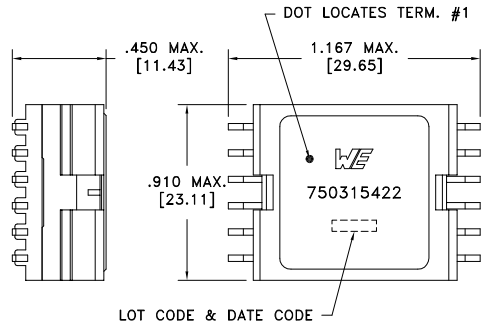 DOT LOCATES TERM. #1
.450 MAX.
[11.43]
1.167 MAX.
[29.65]
.910 MAX.
[23.11]
WE
750315422
LOT CODE & DATE CODE